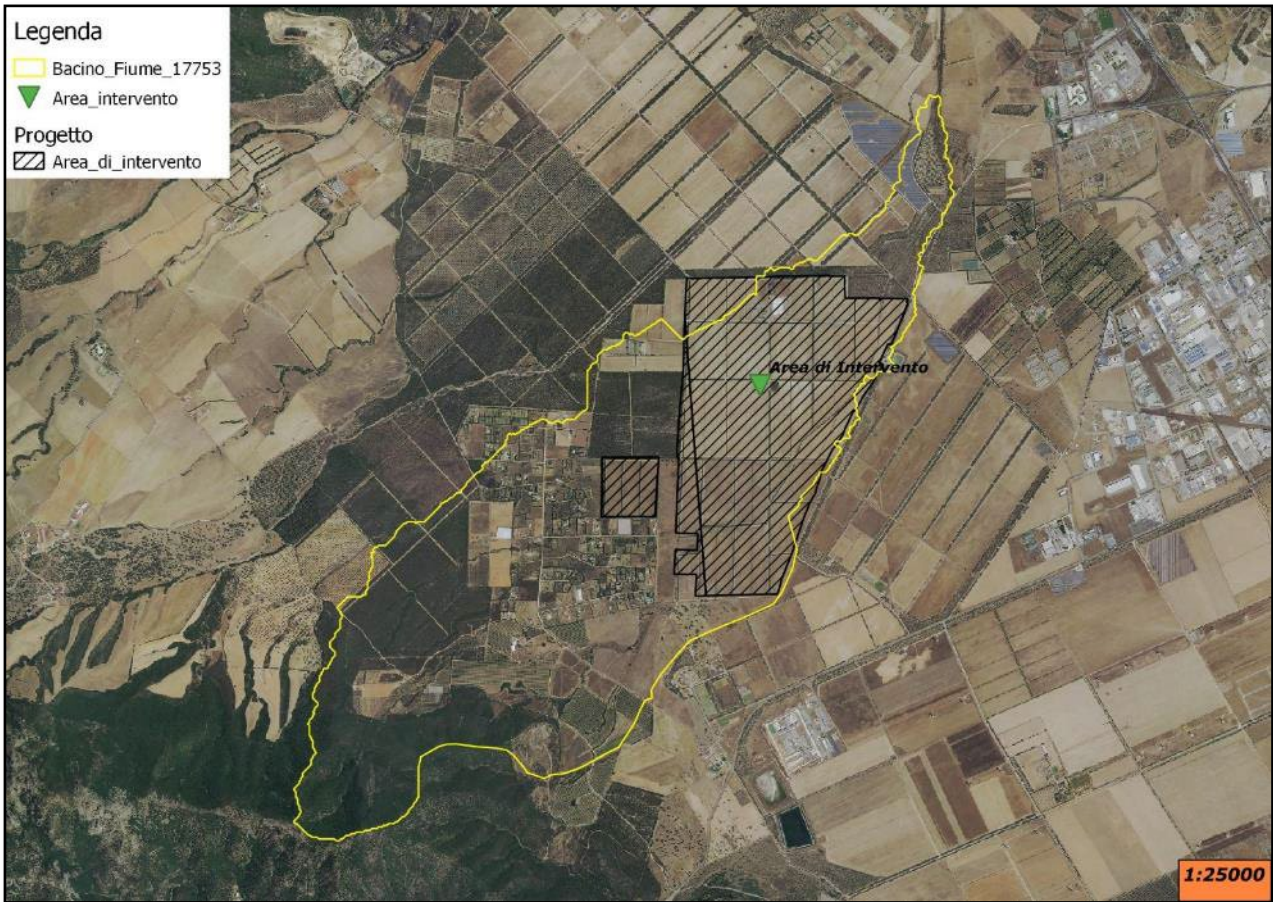 Legenda
Bacino_Fiume_17753
Area_intervento
Progetto
Area_di_intervento
Area di Intervento
1:25000